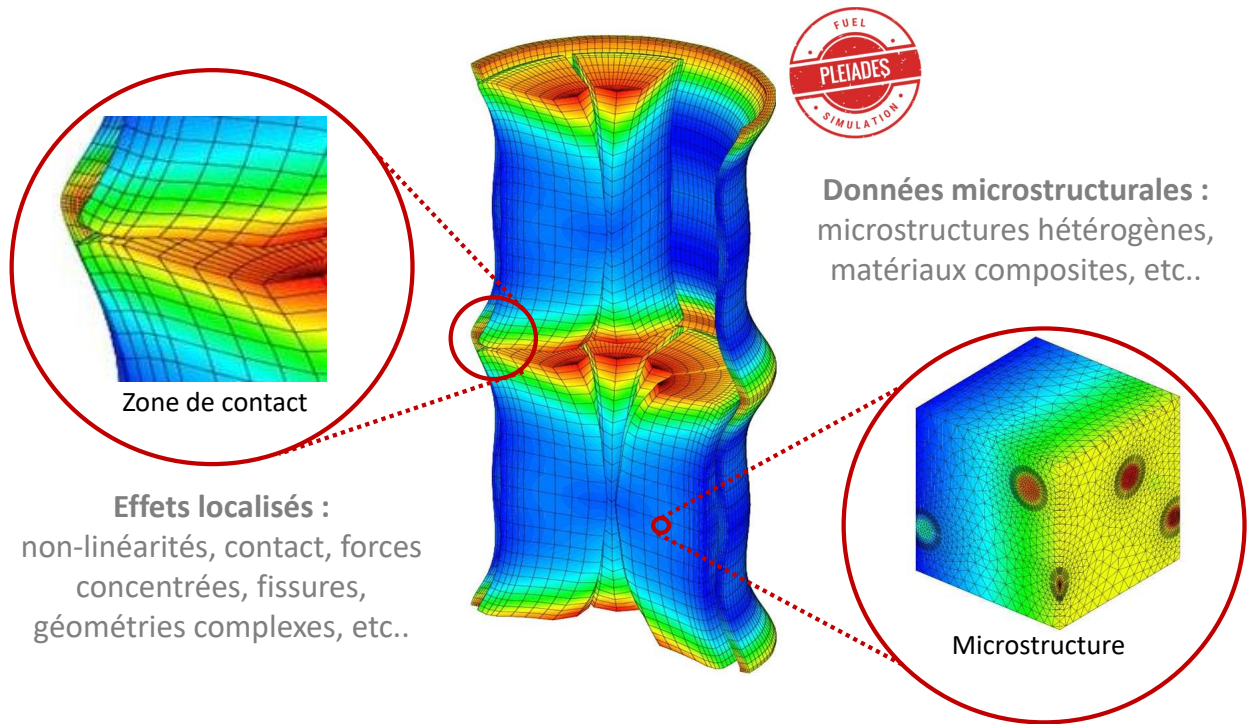 FUEL
PLEIADES
SIMULATION
Données microstructurales :
microstructures hétérogènes,
matériaux composites, etc..
Zone de contact
Effets localisés :
non-linéarités, contact, forces
concentrées, fissures,
géométries complexes, etc..
Microstructure